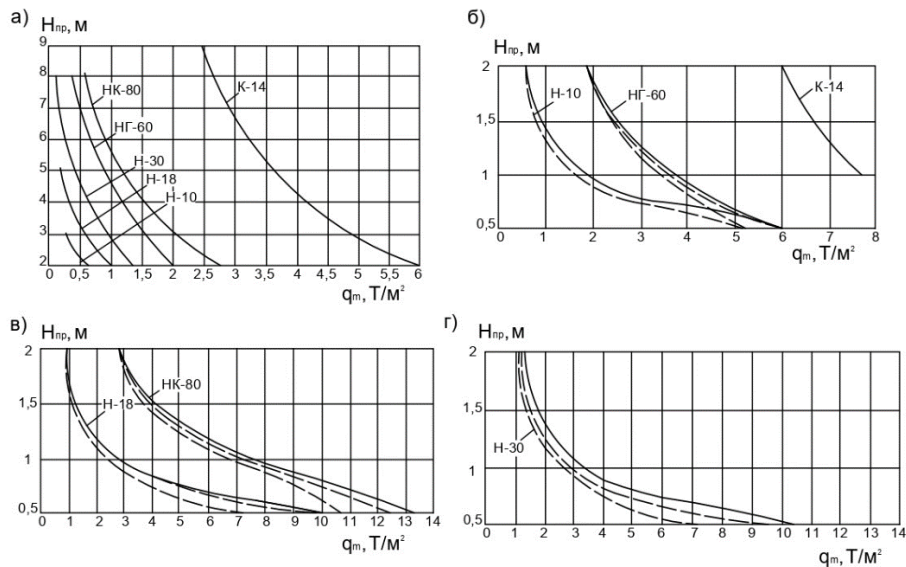 а)
Hпр, м
9
8
7
6
5
4
3
2
НК-80
НГ-60
Н-30
Н-18
Н-10
К-14
0 0,5 1 1,5 2 2,5 3 3,5 4 4,5 5 5,5 6
qm, Т/м²
б)
Hпр, м
2
1,5
1
0,5
Н-10
НГ-60
К-14
0 1 2 3 4 5 6 7 8
qm, Т/м²
в)
Hпр, м
2
1,5
1
0,5
НК-80
Н-18
0 1 2 3 4 5 6 7 8 9 10 11 12 13 14
qm, Т/м²
г)
Hпр, м
2
1,5
1
0,5
Н-30
0 1 2 3 4 5 6 7 8 9 10 11 12 13 14
qm, Т/м²